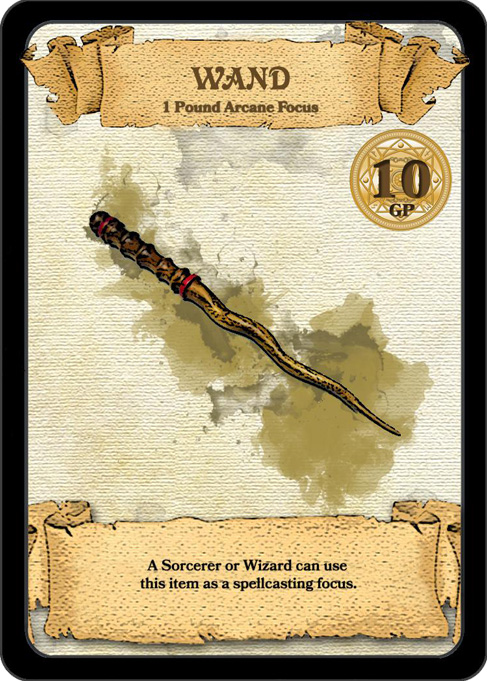 WAND
1 Pound Arcane Focus
10
GP
A Sorcerer or Wizard can use
this item as a spellcasting focus.